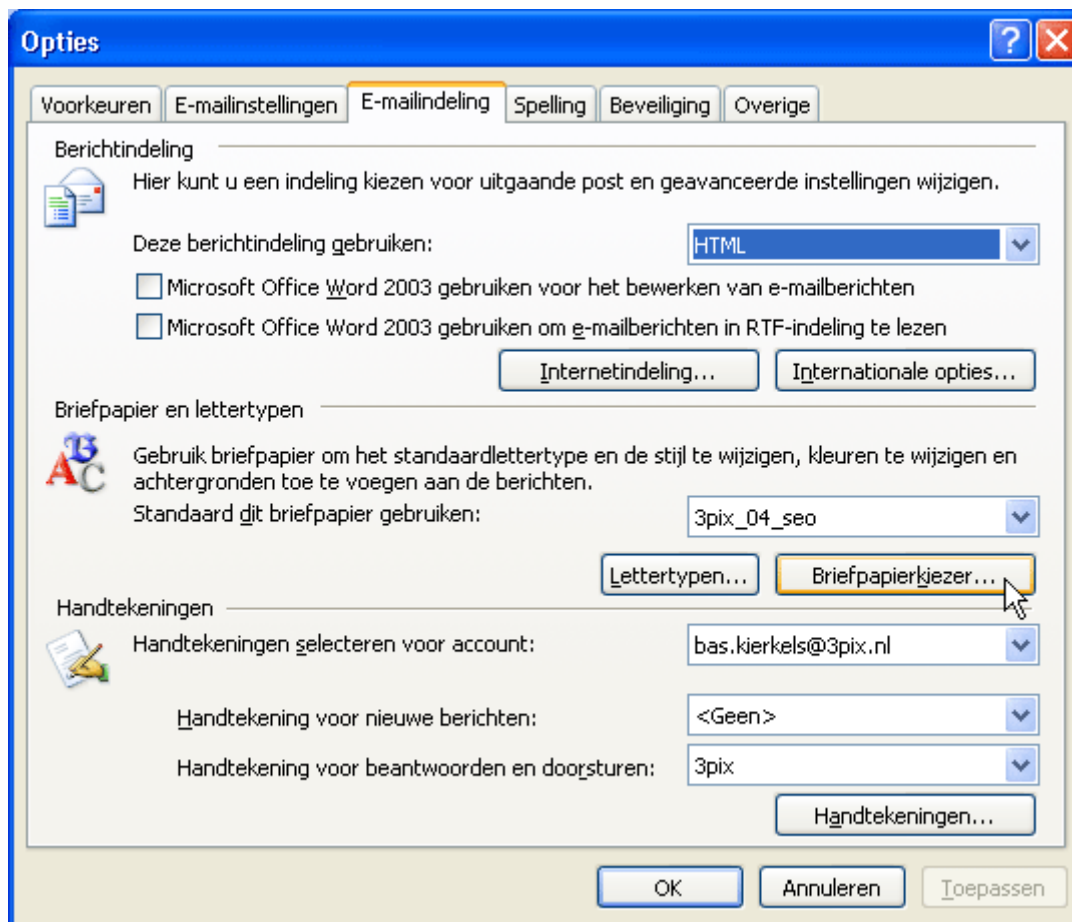 Opties
Voorkeuren E-mailinstellingen E-mailindeling Spelling Beveiliging Overige
Berichtindeling
Hier kunt u een indeling kiezen voor uitgaande post en geavanceerde instellingen wijzigen.
Deze berichtindeling gebruiken: HTML
Microsoft Office Word 2003 gebruiken voor het bewerken van e-mailberichten
Microsoft Office Word 2003 gebruiken om e-mailberichten in RTF-indeling te lezen
Internetindeling... Internationale opties...
Briefpapier en lettertypen
Gebruik briefpapier om het standaardlettertype en de stijl te wijzigen, kleuren te wijzigen en
achtergronden toe te voegen aan de berichten.
Standaard dit briefpapier gebruiken: 3pix_04_seo
Lettertypen... Briefpapierkiezer...
Handtekeningen
Handtekeningen selecteren voor account: bas.kierkels@3pix.nl
Handtekening voor nieuwe berichten: <Geen>
Handtekening voor beantwoorden en doorsturen: 3pix
Handtekeningen...
OK Annuleren Toepassen